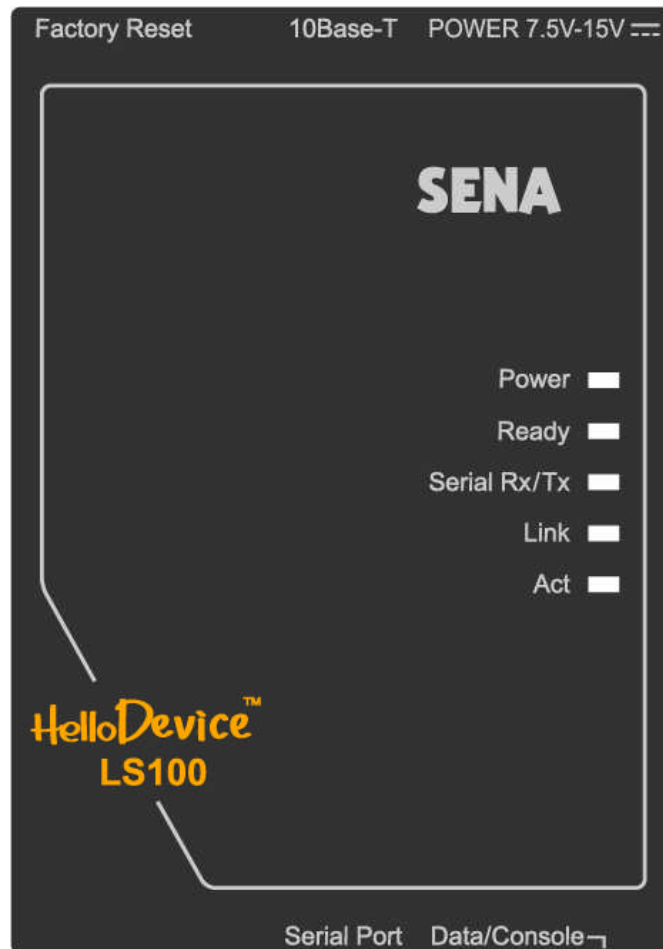 Factory Reset 10Base-T POWER 7.5V-15V
SENA
Power
Ready
Serial Rx/Tx
Link
Act
HelloDevice™
LS100
Serial Port Data/Console